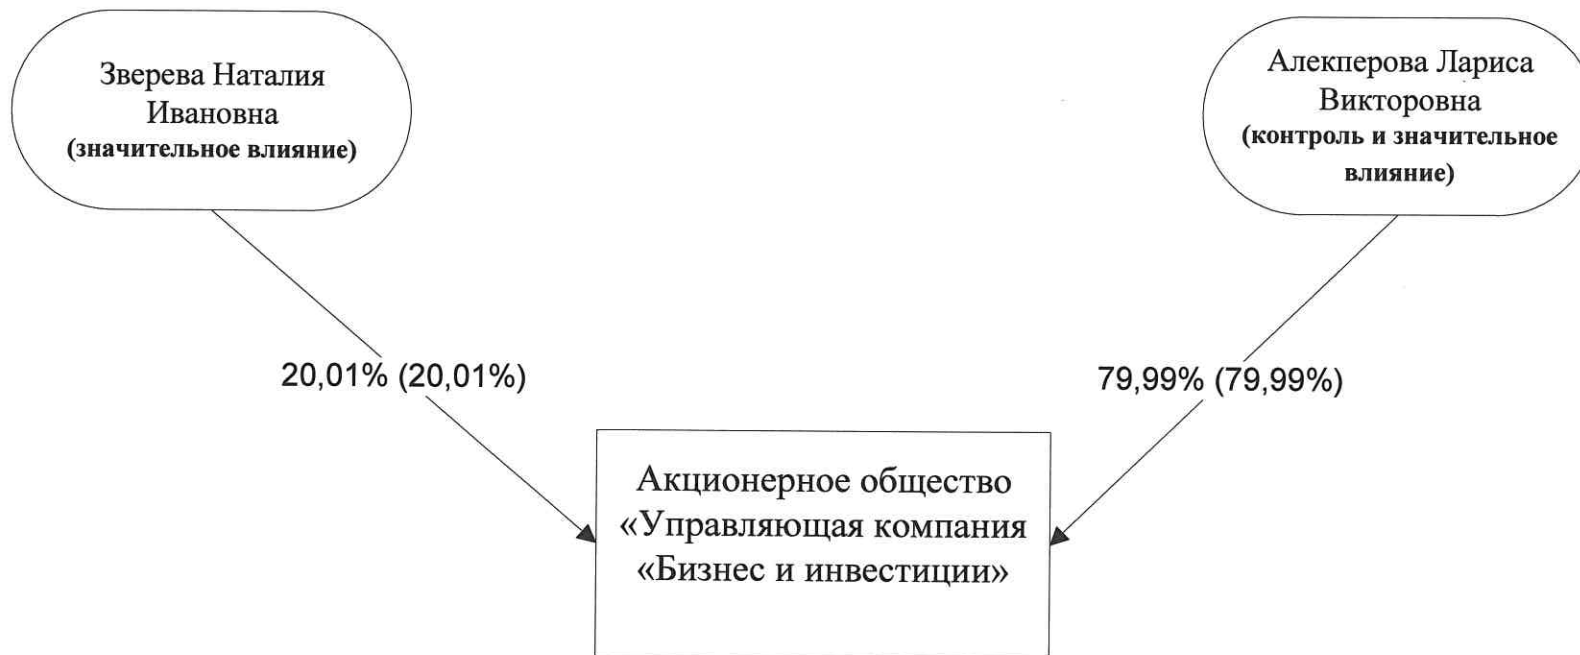 Зверева Наталия
Ивановна
(значительное влияние)
Алекперова Лариса
Викторовна
(контроль и значительное
влияние)
20,01% (20,01%)
79,99% (79,99%)
Акционерное общество
«Управляющая компания
«Бизнес и инвестиции»